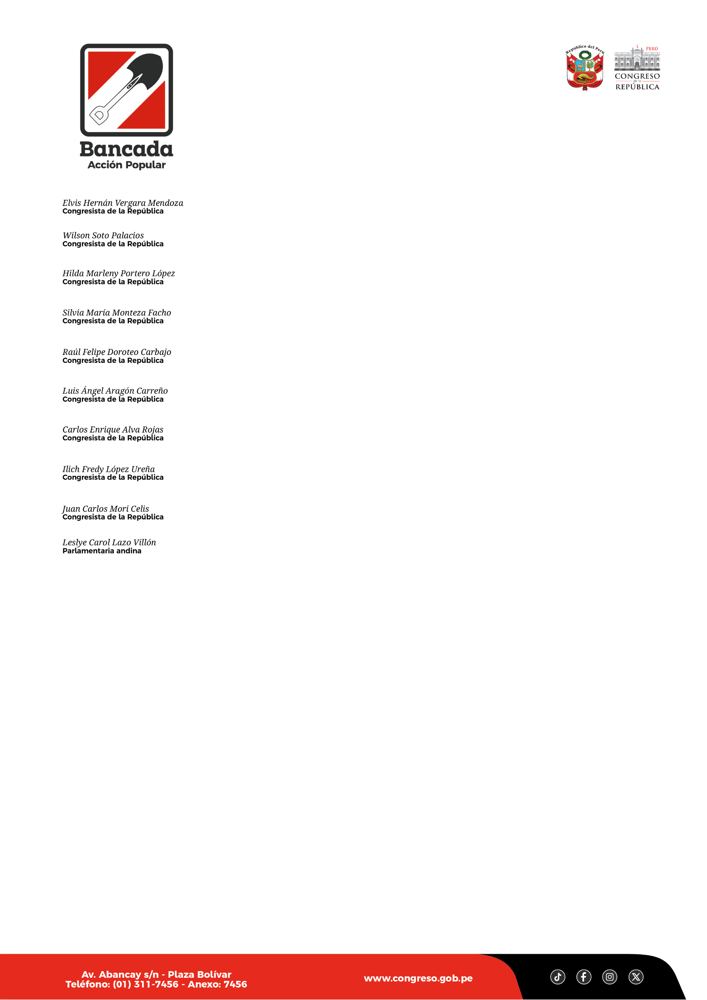 Bancada
Acción Popular
República del Perú
PERÚ
CONGRESO
de la
REPÚBLICA
Elvis Hernán Vergara Mendoza
Congresista de la República
Wilson Soto Palacios
Congresista de la República
Hilda Marleny Portero López
Congresista de la República
Silvia María Monteza Facho
Congresista de la República
Raúl Felipe Doroteo Carbajo
Congresista de la República
Luis Ángel Aragón Carreño
Congresista de la República
Carlos Enrique Alva Rojas
Congresista de la República
Ilich Fredy López Ureña
Congresista de la República
Juan Carlos Mori Celis
Congresista de la República
Leslye Carol Lazo Villón
Parlamentaria andina
Av. Abancay s/n - Plaza Bolívar
Teléfono: (01) 311-7456 - Anexo: 7456
www.congreso.gob.pe